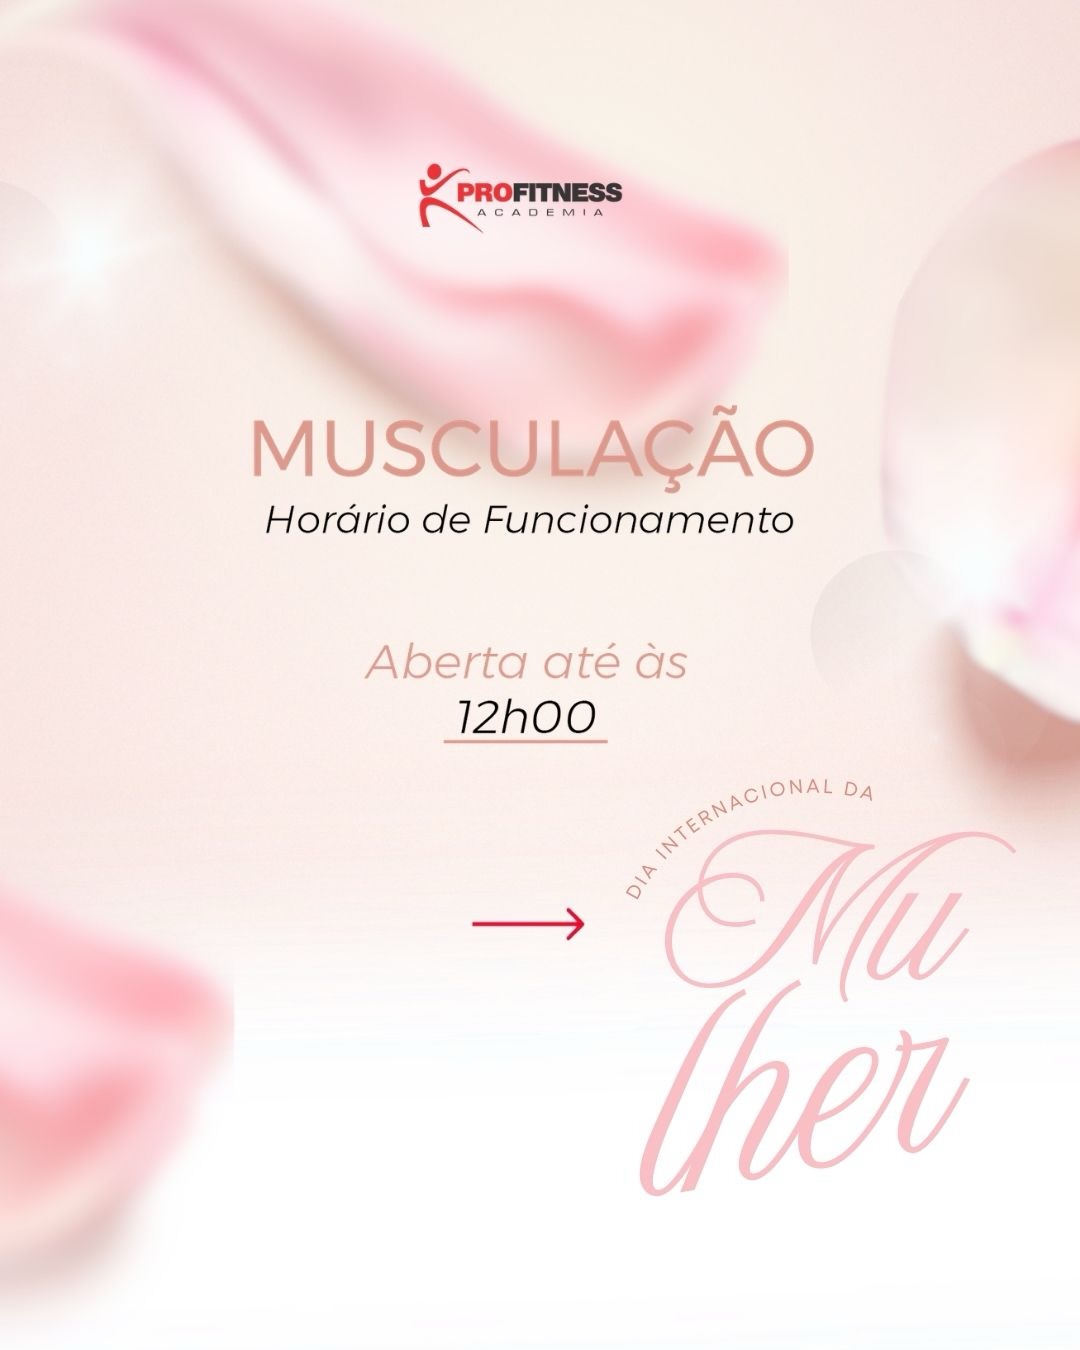 PROFITNESS
ACADEMIA
MUSCULAÇÃO
Horário de Funcionamento
Aberta até às
12h00
DIA INTERNACIONAL DA
Mu
lher